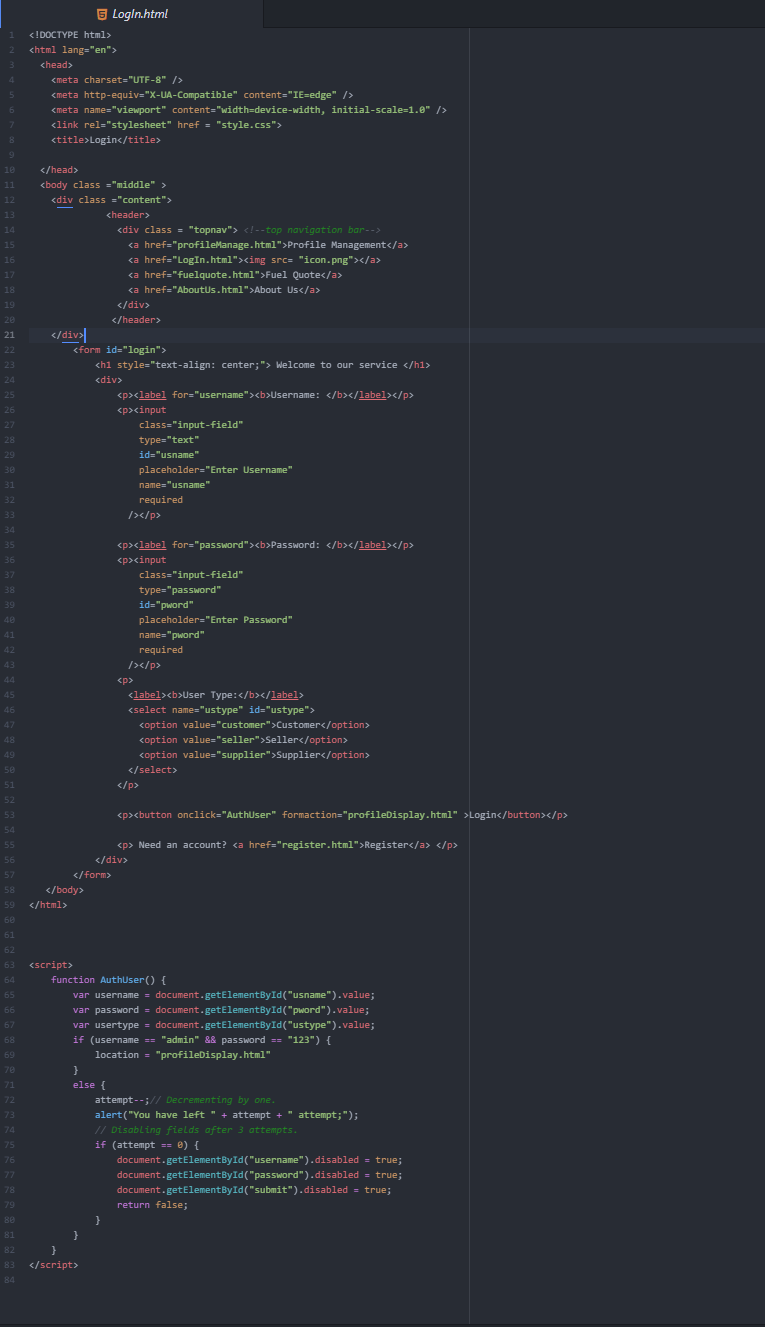 LogIn.html
1 <!DOCTYPE html>
2 <html lang="en">
3 <head>
4 <meta charset="UTF-8" />
5 <meta http-equiv="X-UA-Compatible" content="IE=edge" />
6 <meta name="viewport" content="width=device-width, initial-scale=1.0" />
7 <link rel="stylesheet" href = "style.css">
8 <title>Login</title>
9
10 </head>
11 <body class ="middle" >
12 <div class ="content">
13 <header>
14 <div class = "topnav"> <!--top navigation bar-->
15 <a href="profileManage.html">Profile Management</a>
16 <a href="LogIn.html"><img src= "icon.png"></a>
17 <a href="fuelquote.html">Fuel Quote</a>
18 <a href="AboutUs.html">About Us</a>
19 </div>
20 </header>
21 </div>
22 <form id="login">
23 <h1 style="text-align: center;"> Welcome to our service </h1>
24 <div>
25 <p><label for="username"><b>Username: </b></label></p>
26 <p><input
27 class="input-field"
28 type="text"
29 id="usname"
30 placeholder="Enter Username"
31 name="usname"
32 required
33 /></p>
34
35 <p><label for="password"><b>Password: </b></label></p>
36 <p><input
37 class="input-field"
38 type="password"
39 id="pword"
40 placeholder="Enter Password"
41 name="pword"
42 required
43 /></p>
44 <p>
45 <label><b>User Type:</b></label>
46 <select name="ustype" id="ustype">
47 <option value="customer">Customer</option>
48 <option value="seller">Seller</option>
49 <option value="supplier">Supplier</option>
50 </select>
51 </p>
52
53 <p><button onclick="AuthUser" formaction="profileDisplay.html" >Login</button></p>
54
55 <p> Need an account? <a href="register.html">Register</a> </p>
56 </div>
57 </form>
58 </body>
59 </html>
60
61
62
63 <script>
64 function AuthUser() {
65 var username = document.getElementById("usname").value;
66 var password = document.getElementById("pword").value;
67 var usertype = document.getElementById("ustype").value;
68 if (username == "admin" && password == "123") {
69 location = "profileDisplay.html"
70 }
71 else {
72 attempt--;// Decrementing by one.
73 alert("You have left " + attempt + " attempt;");
74 // Disabling fields after 3 attempts.
75 if (attempt == 0) {
76 document.getElementById("username").disabled = true;
77 document.getElementById("password").disabled = true;
78 document.getElementById("submit").disabled = true;
79 return false;
80 }
81 }
82 }
83 </script>
84